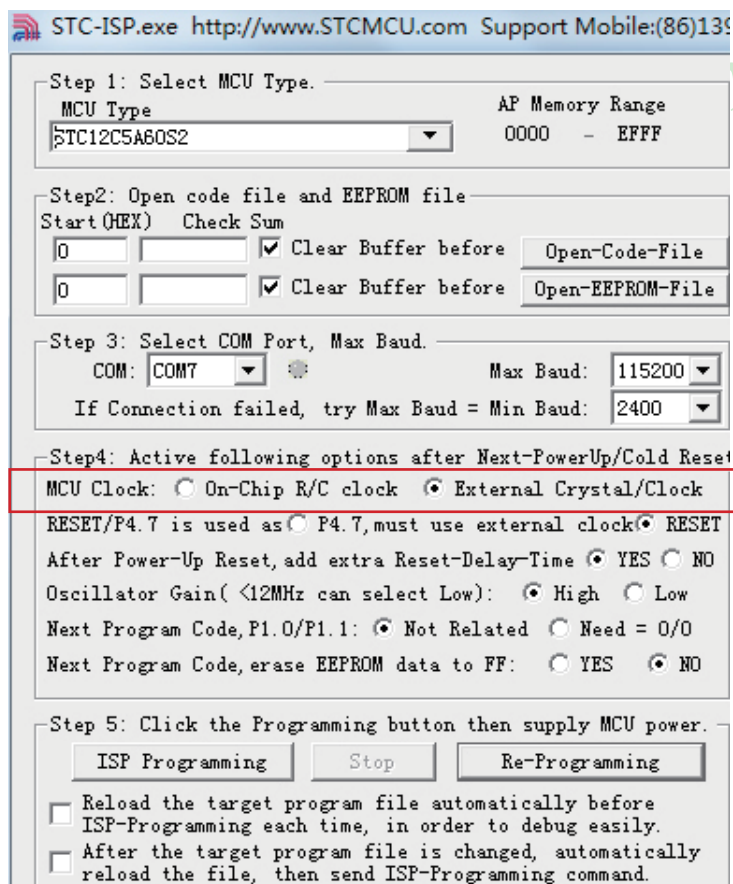 STC-ISP.exe http://www.STCMCU.com Support Mobile:(86)139
Step 1: Select MCU Type.
MCU Type AP Memory Range
STC12C5A60S2 0000 - EFFF
Step2: Open code file and EEPROM file
Start(HEX) Check Sum
0 Clear Buffer before Open-Code-File
0 Clear Buffer before Open-EEPROM-File
Step 3: Select COM Port, Max Baud.
COM: COM7 Max Baud: 115200
If Connection failed, try Max Baud = Min Baud: 2400
Step4: Active following options after Next-PowerUp/Cold Reset
MCU Clock: On-Chip R/C clock External Crystal/Clock
RESET/P4.7 is used as P4.7,must use external clock RESET
After Power-Up Reset,add extra Reset-Delay-Time YES NO
Oscillator Gain( <12MHz can select Low): High Low
Next Program Code,P1.0/P1.1: Not Related Need = 0/0
Next Program Code,erase EEPROM data to FF: YES NO
Step 5: Click the Programming button then supply MCU power.
ISP Programming Stop Re-Programming
Reload the target program file automatically before
ISP-Programming each time, in order to debug easily.
After the target program file is changed, automatically
reload the file, then send ISP-Programming command.